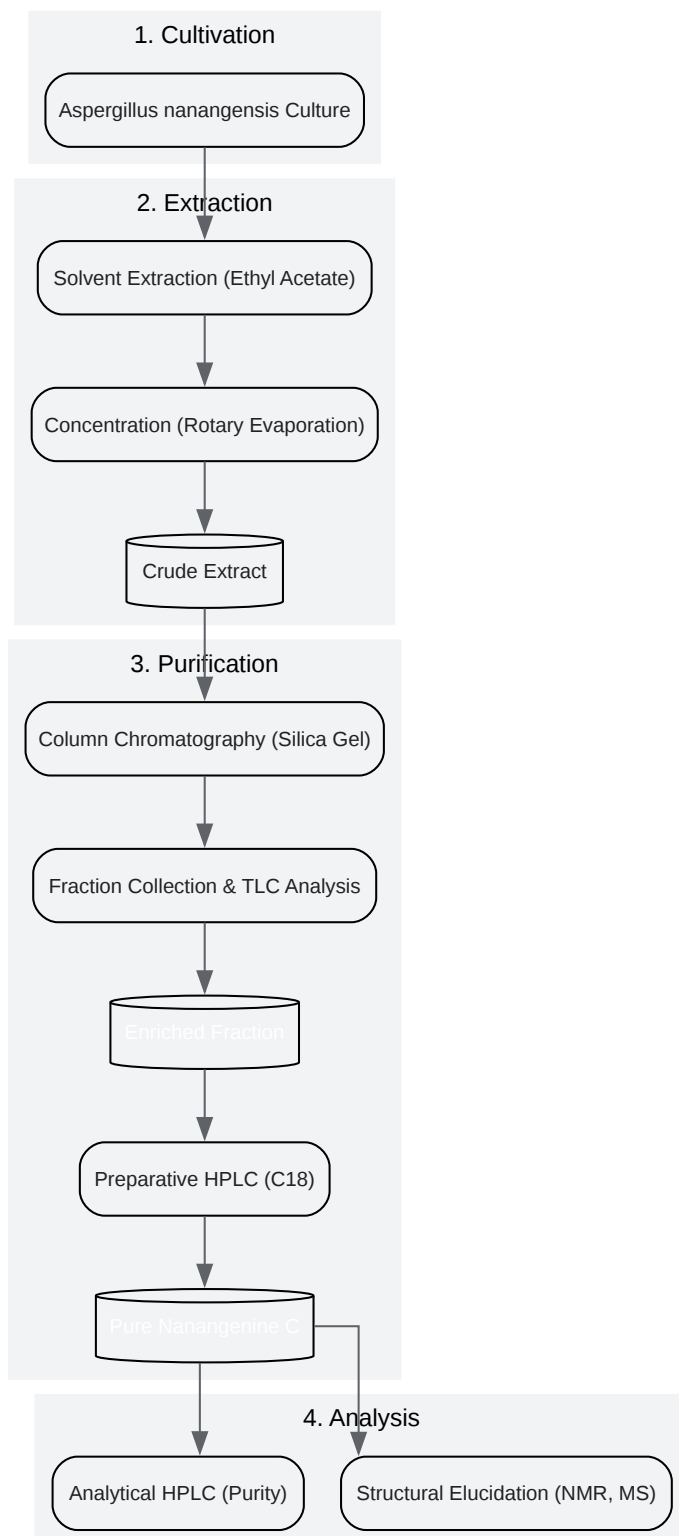 1. Cultivation
Aspergillus nanangensis Culture
2. Extraction
Solvent Extraction (Ethyl Acetate)
Concentration (Rotary Evaporation)
Crude Extract
3. Purification
Column Chromatography (Silica Gel)
Fraction Collection & TLC Analysis
Enriched Fraction
Preparative HPLC (C18)
Pure Nanangenine C
4. Analysis
Analytical HPLC (Purity)
Structural Elucidation (NMR, MS)